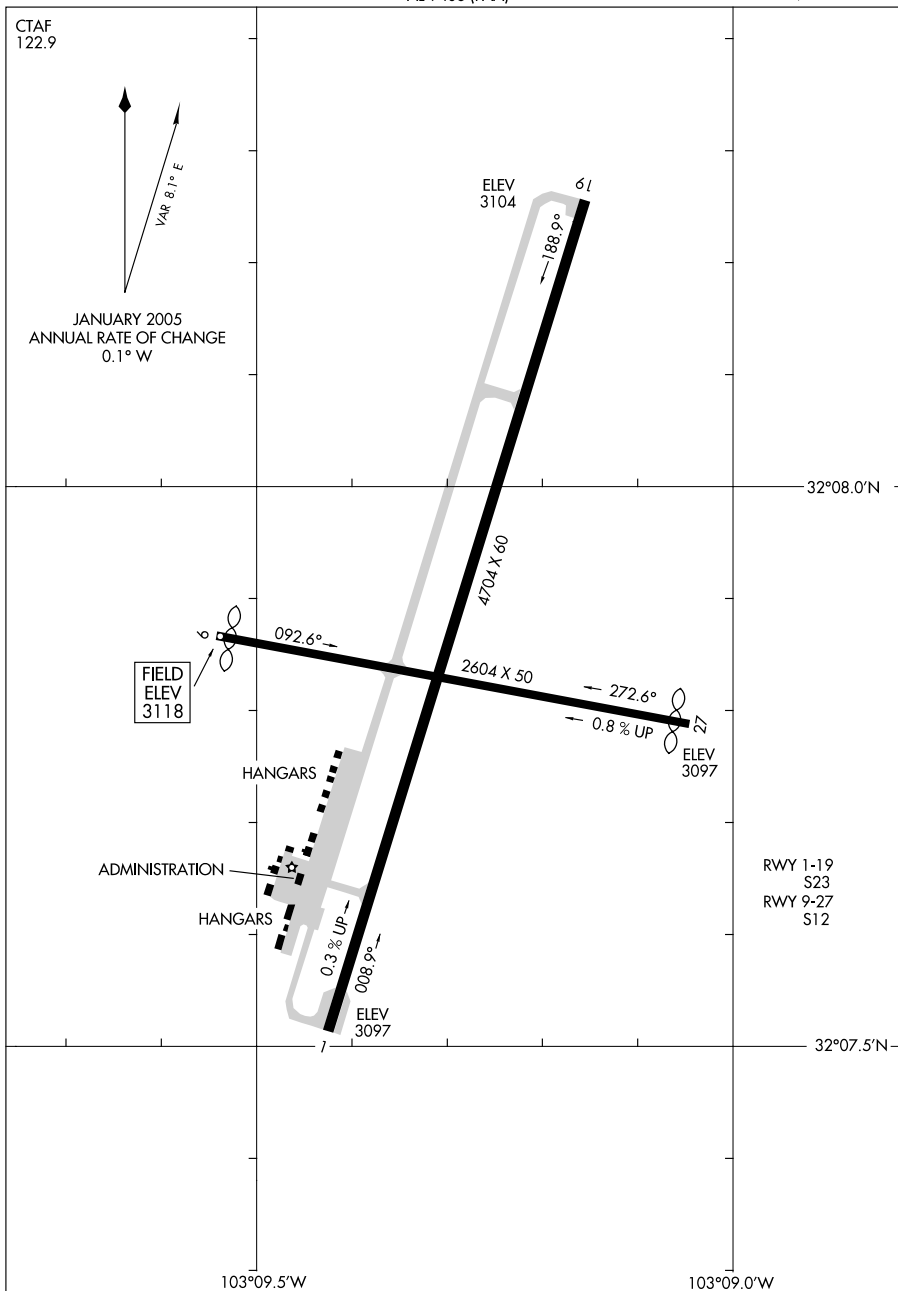 CTAF
122.9
VAR 8.1° E
JANUARY 2005
ANNUAL RATE OF CHANGE
0.1° W
ELEV
3104
19
188.9°
32°08.0'N
4704 X 60
9
092.6°
FIELD
ELEV
3118
2604 X 50
272.6°
0.8 % UP
27
ELEV
3097
HANGARS
ADMINISTRATION
HANGARS
RWY 1-19
S23
RWY 9-27
S12
0.3 % UP
008.9°
ELEV
3097
1
32°07.5'N
103°09.5'W
103°09.0'W